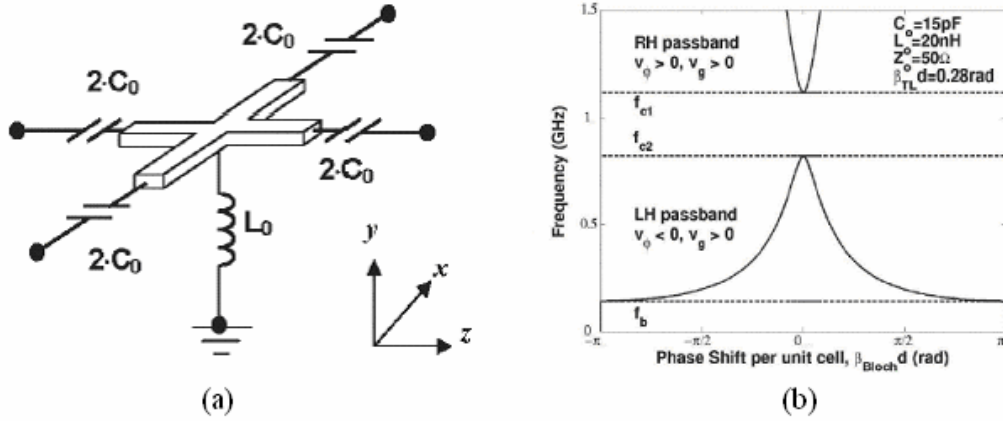 2·C₀
2·C₀
2·C₀
2·C₀
L₀
y
x
z
(a)
Frequency (GHz)
1.5
1
0.5
0
RH passband
vϕ > 0, vg > 0
Co=15pF
Lo=20nH
Zo=50Ω
βTLd=0.28rad
fc1
fc2
LH passband
vϕ < 0, vg > 0
fb
−π
−π/2
0
π/2
π
Phase Shift per unit cell, βBlochd (rad)
(b)